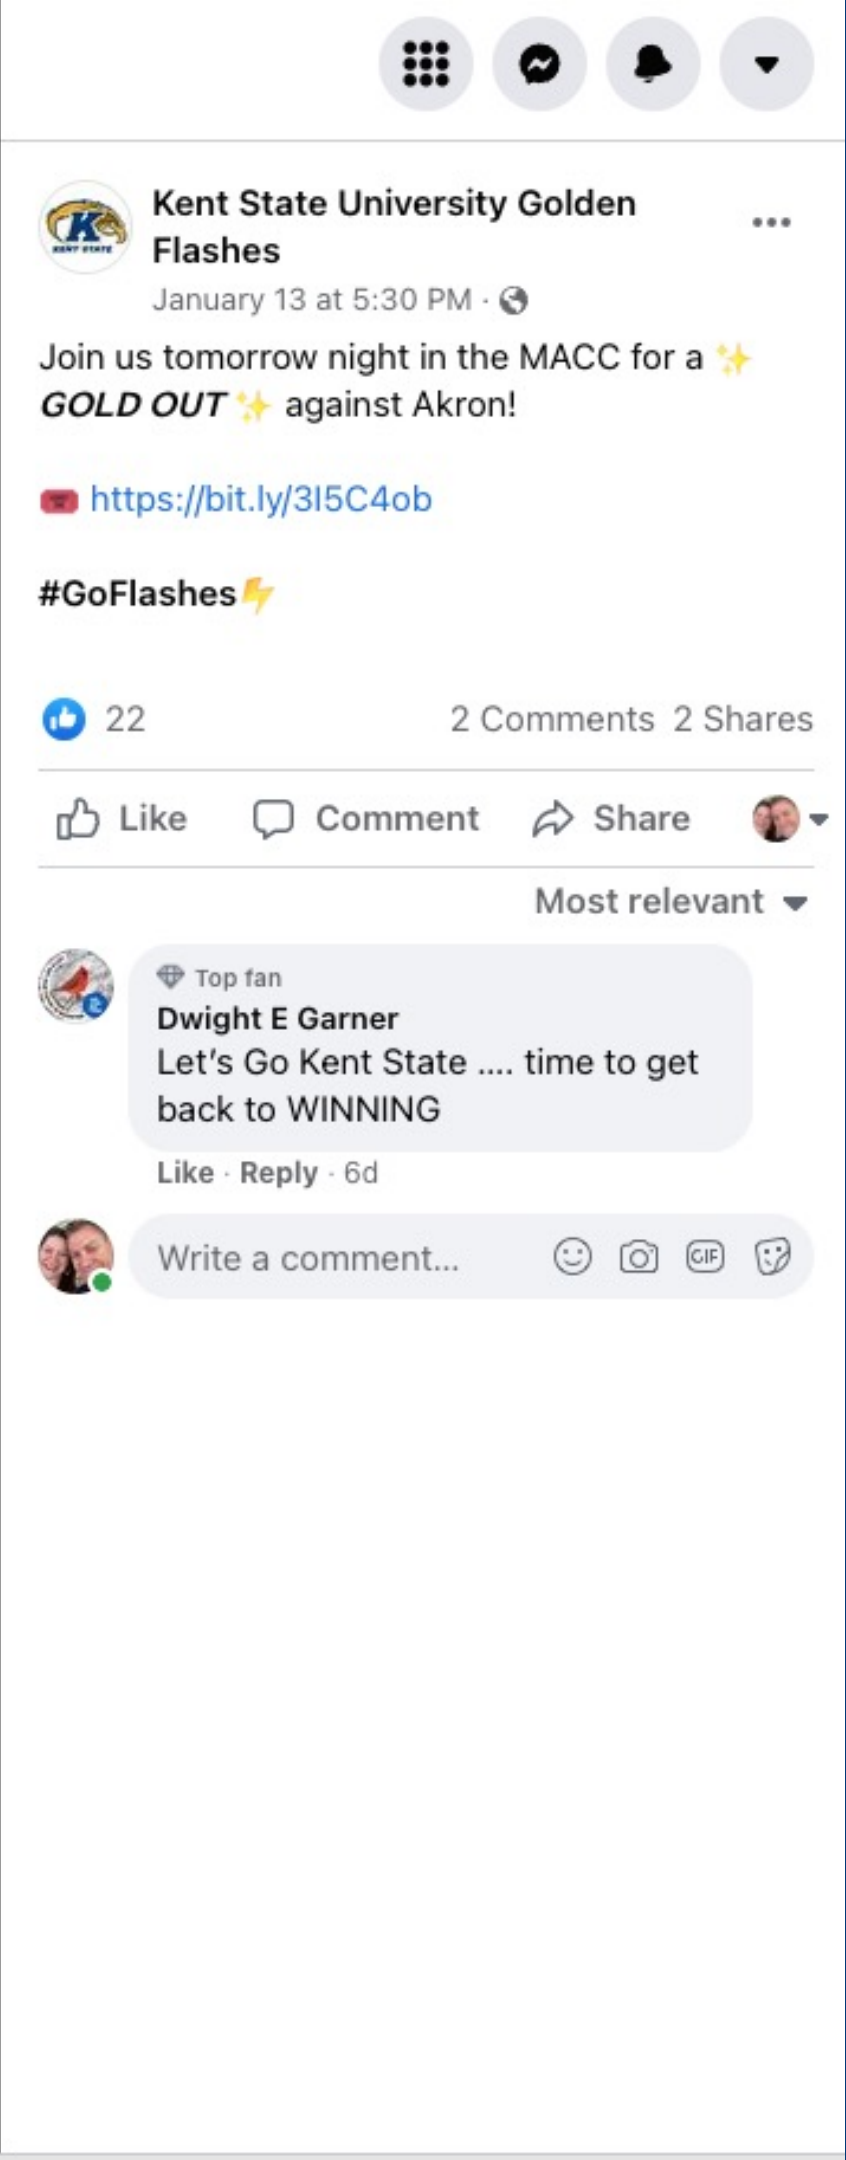 Kent State University Golden
Flashes
January 13 at 5:30 PM ·
Join us tomorrow night in the MACC for a ✨
GOLD OUT ✨ against Akron!
🎟️ https://bit.ly/3I5C4ob
#GoFlashes⚡
22 2 Comments 2 Shares
Like Comment Share
Most relevant
Top fan
Dwight E Garner
Let's Go Kent State .... time to get
back to WINNING
Like · Reply · 6d
Write a comment... GIF
K
KENT STATE